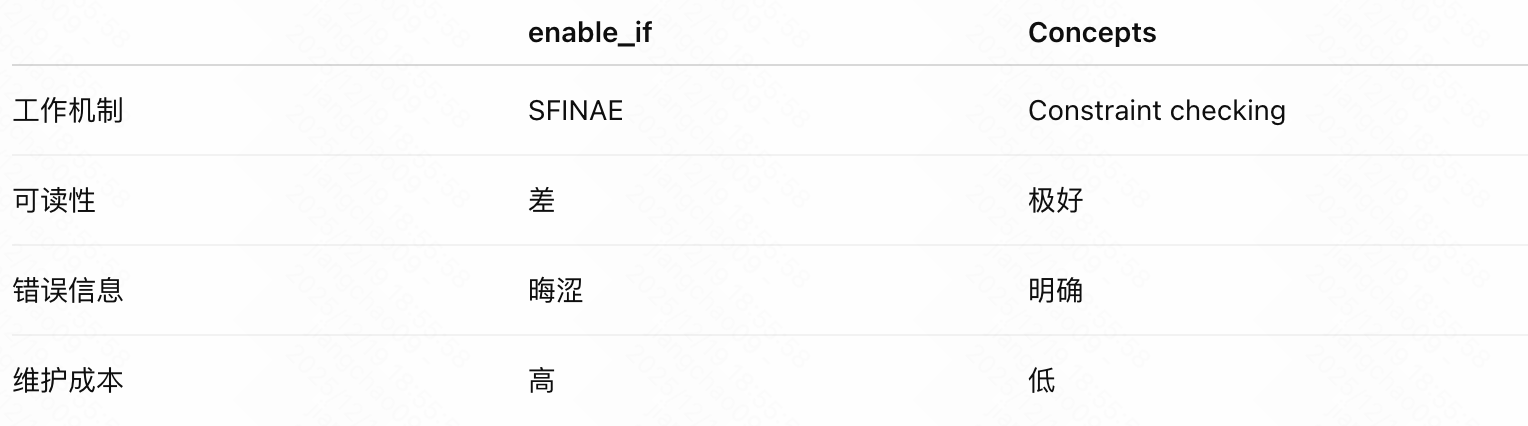 enable_if Concepts
工作机制 SFINAE Constraint checking
可读性 差 极好
错误信息 晦涩 明确
维护成本 高 低